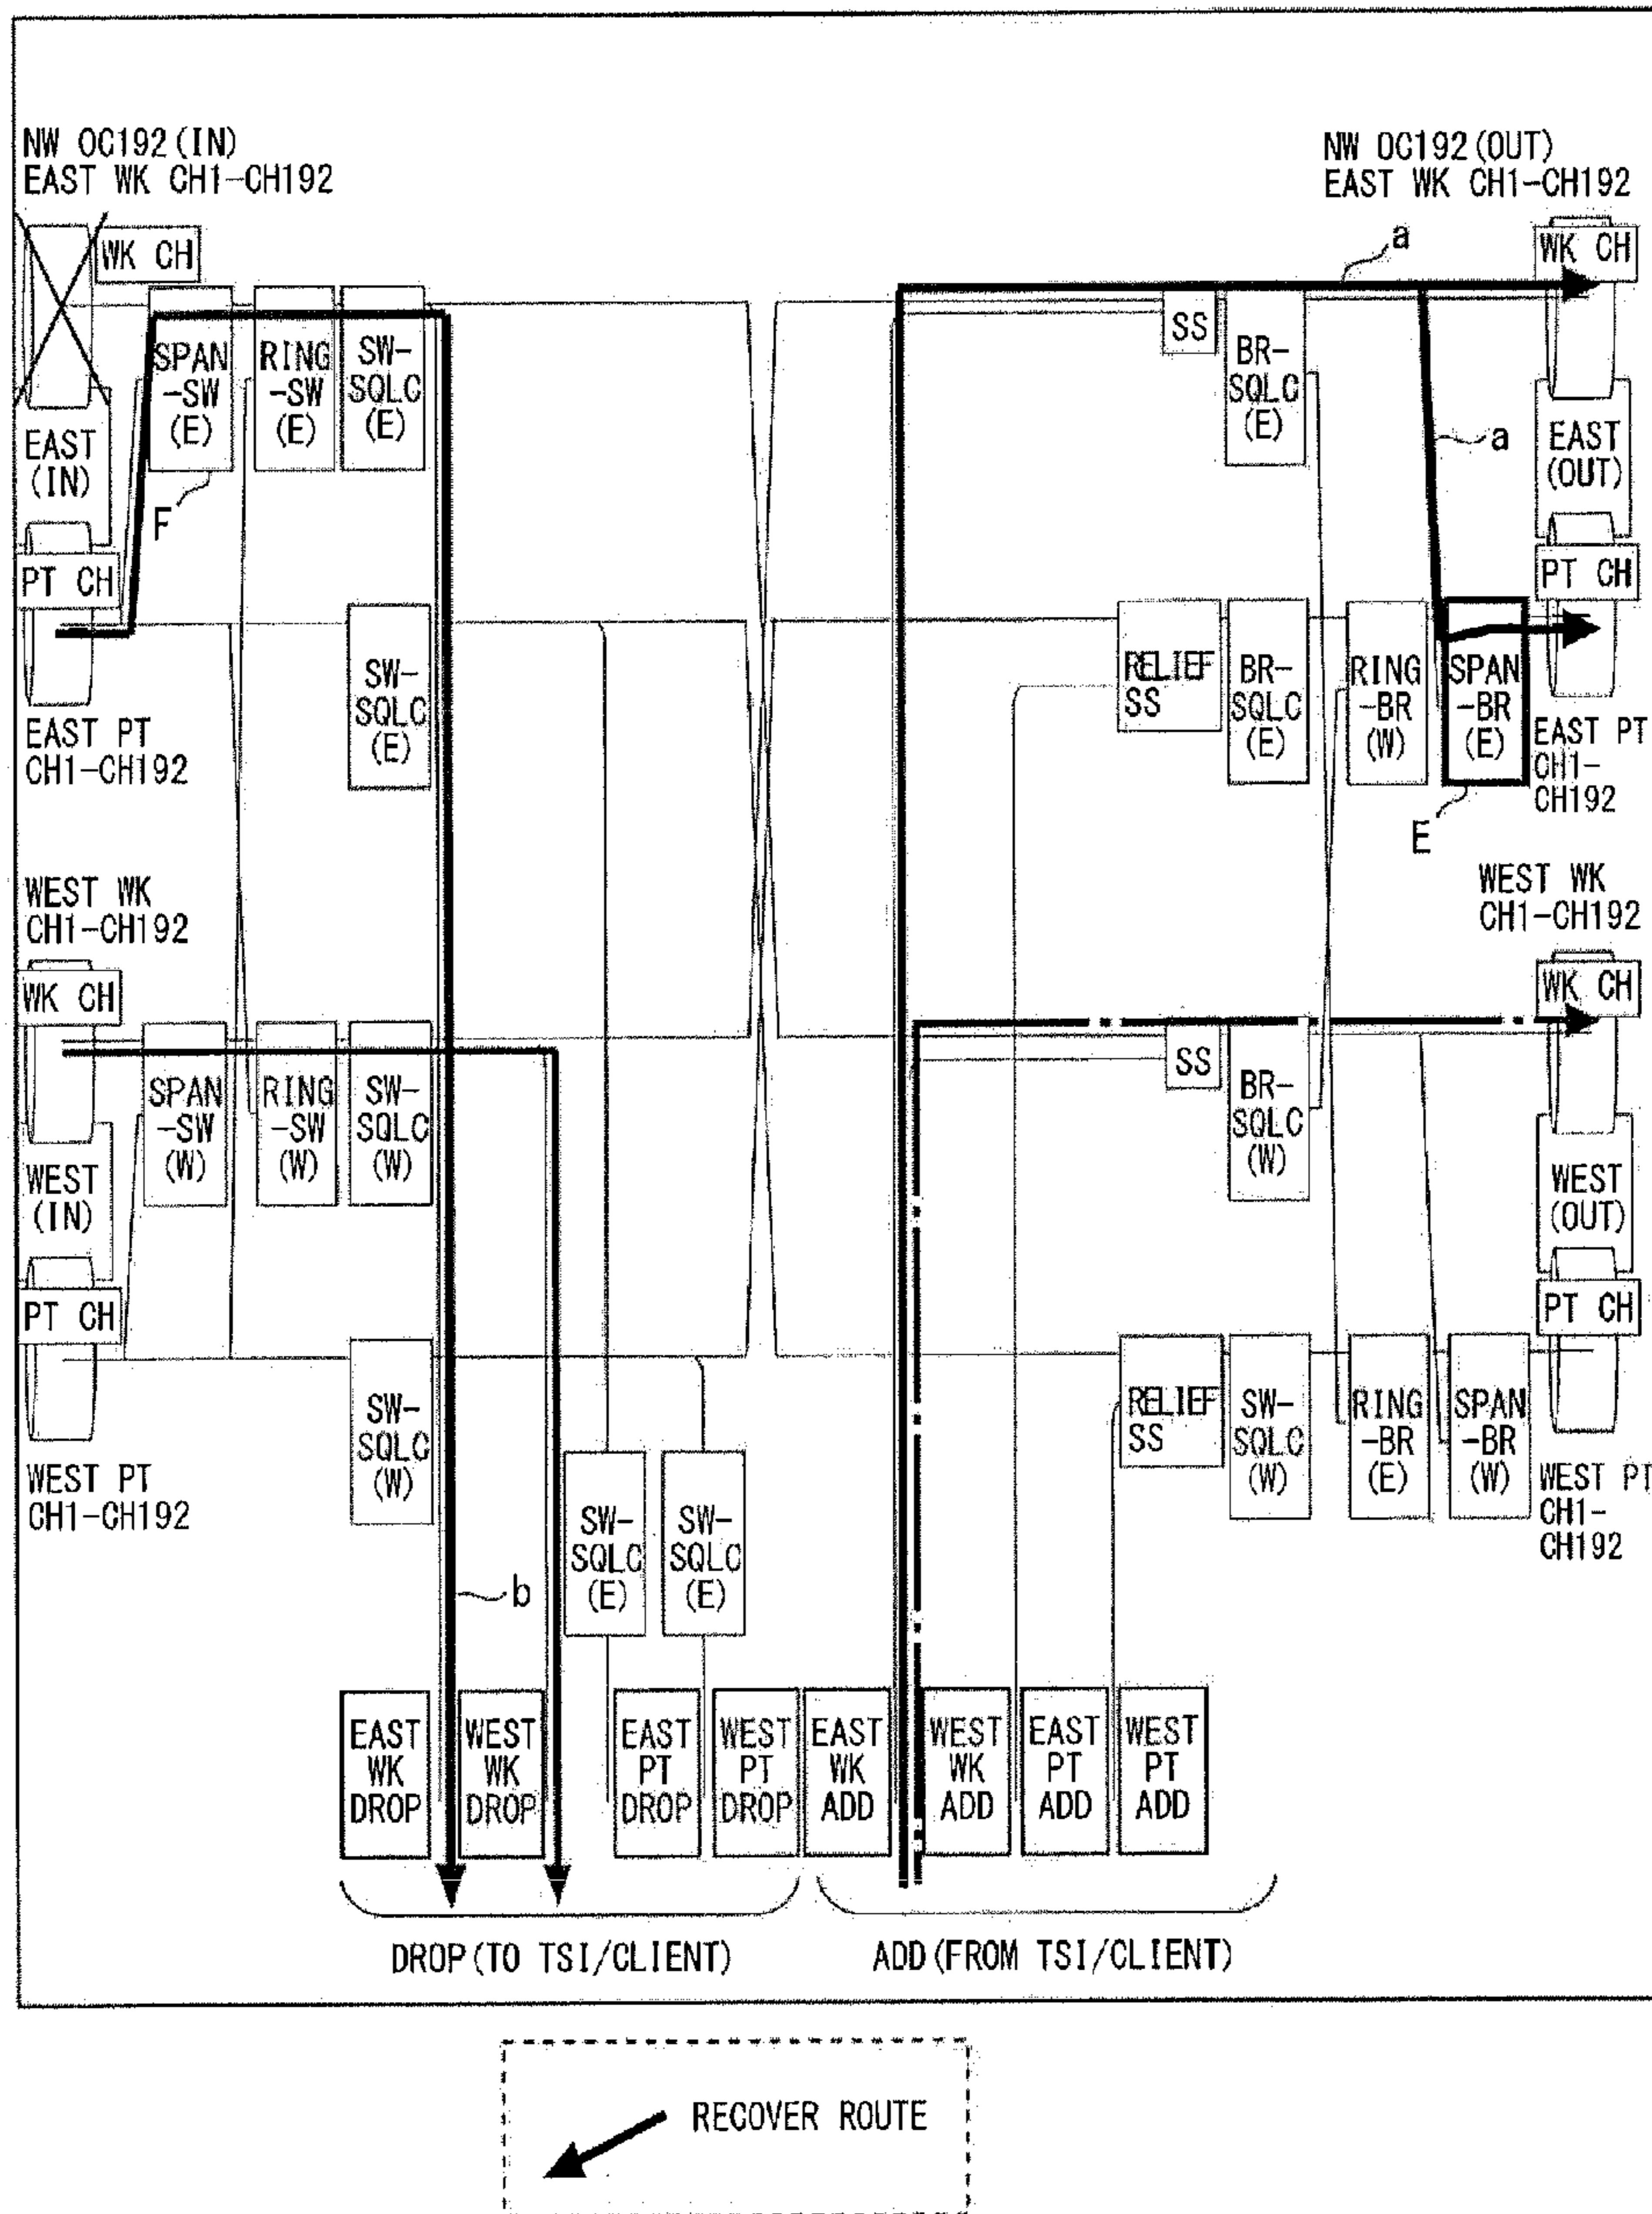 NW OC192(IN)
EAST WK CH1-CH192
NW OC192(OUT)
EAST WK CH1-CH192
WK CH
SPAN
-SW
(E)
RING
-SW
(E)
SW-
SQLC
(E)
EAST
(IN)
F
PT CH
EAST PT
CH1-CH192
SW-
SQLC
(E)
a
SS
BR-
SQLC
(E)
a
WK CH
EAST
(OUT)
PT CH
RELIEF
SS
BR-
SQLC
(E)
RING
-BR
(W)
SPAN
-BR
(E)
E
EAST PT
CH1-
CH192
WEST WK
CH1-CH192
WK CH
SPAN
-SW
(W)
RING
-SW
(W)
SW-
SQLC
(W)
WEST
(IN)
PT CH
WEST PT
CH1-CH192
SW-
SQLC
(W)
WEST WK
CH1-CH192
WK CH
SS
BR-
SQLC
(W)
WEST
(OUT)
PT CH
RELIEF
SS
SW-
SQLC
(W)
RING
-BR
(E)
SPAN
-BR
(W)
WEST PT
CH1-
CH192
SW-
SQLC
(E)
SW-
SQLC
(E)
b
EAST
WK
DROP
WEST
WK
DROP
EAST
PT
DROP
WEST
PT
DROP
EAST
WK
ADD
WEST
WK
ADD
EAST
PT
ADD
WEST
PT
ADD
DROP(TO TSI/CLIENT)
ADD(FROM TSI/CLIENT)
RECOVER ROUTE